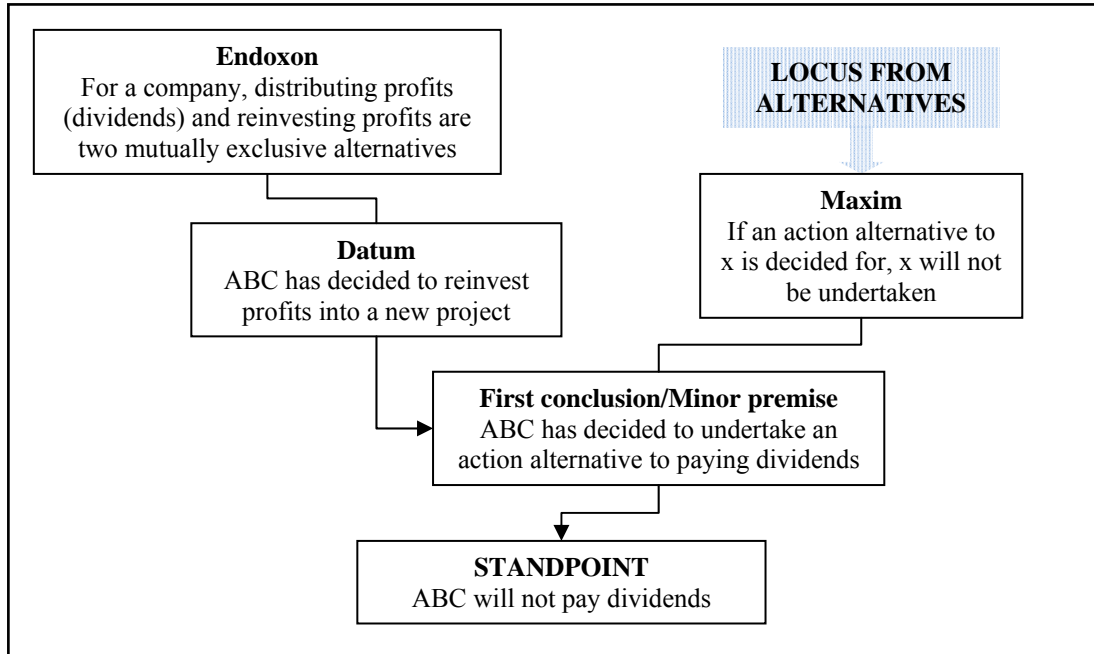 Endoxon
For a company, distributing profits
(dividends) and reinvesting profits are
two mutually exclusive alternatives
LOCUS FROM
ALTERNATIVES
Datum
ABC has decided to reinvest
profits into a new project
Maxim
If an action alternative to
x is decided for, x will not
be undertaken
First conclusion/Minor premise
ABC has decided to undertake an
action alternative to paying dividends
STANDPOINT
ABC will not pay dividends